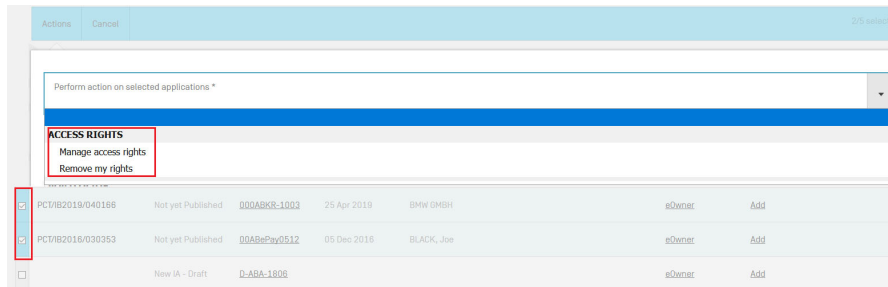 Actions Cancel 2/5 select
Perform action on selected applications *
ACCESS RIGHTS
Manage access rights
Remove my rights
PCT/IB2019/040166 Not yet Published 000ABKR-1003 25 Apr 2019 BMW GMBH eOwner Add
PCT/IB2016/030353 Not yet Published 00ABePay0512 05 Dec 2016 BLACK, Joe eOwner Add
New IA - Draft D-ABA-1806 eOwner Add